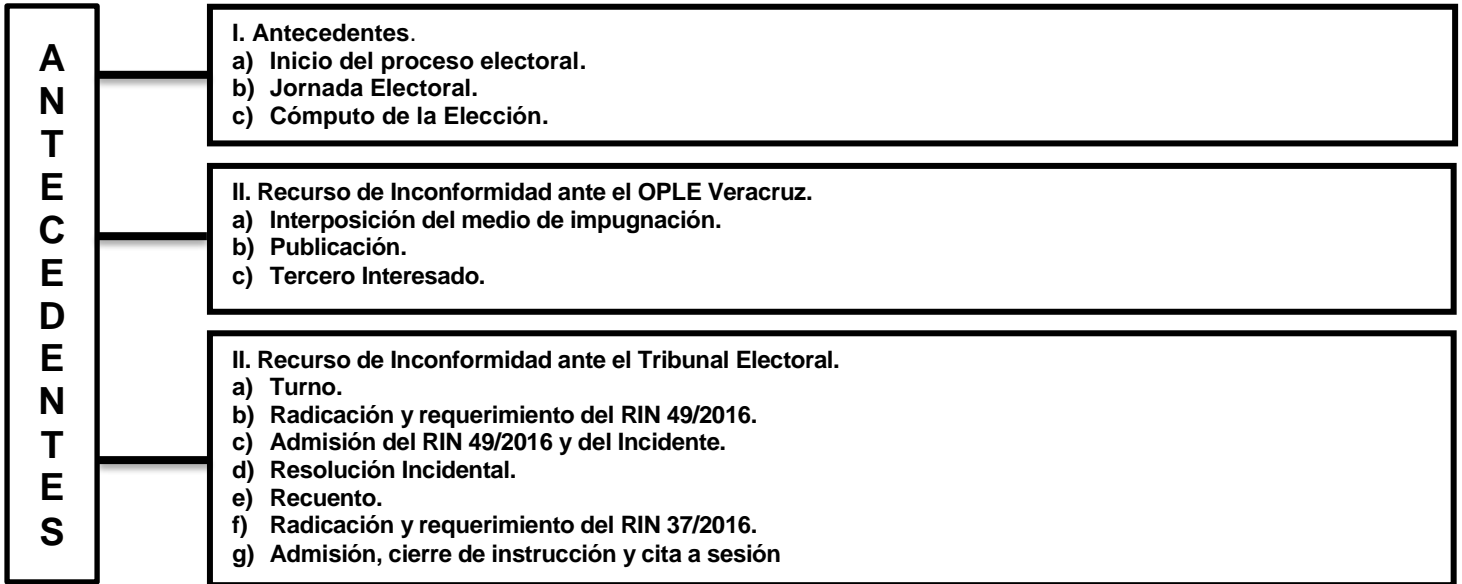 ANTECEDENTES
I. Antecedentes.
a) Inicio del proceso electoral.
b) Jornada Electoral.
c) Cómputo de la Elección.
II. Recurso de Inconformidad ante el OPLE Veracruz.
a) Interposición del medio de impugnación.
b) Publicación.
c) Tercero Interesado.
II. Recurso de Inconformidad ante el Tribunal Electoral.
a) Turno.
b) Radicación y requerimiento del RIN 49/2016.
c) Admisión del RIN 49/2016 y del Incidente.
d) Resolución Incidental.
e) Recuento.
f) Radicación y requerimiento del RIN 37/2016.
g) Admisión, cierre de instrucción y cita a sesión